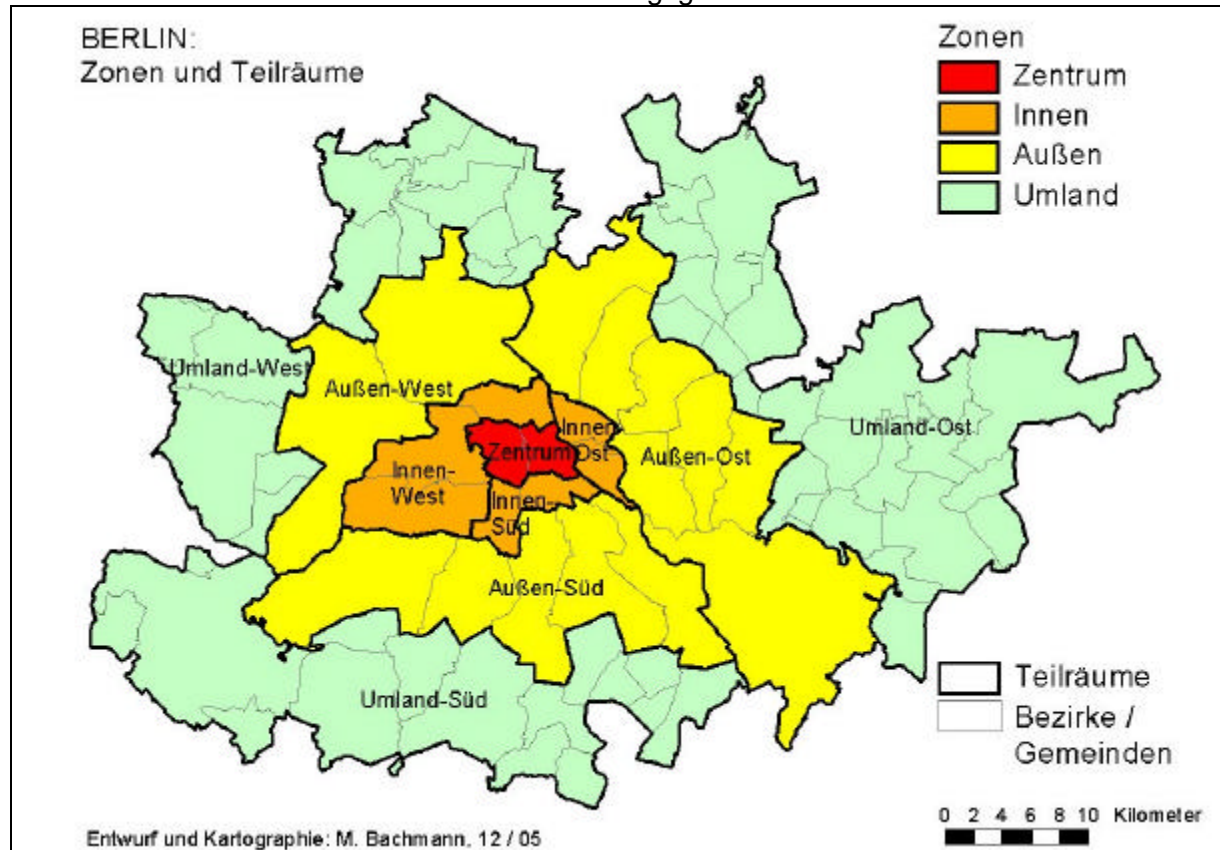 BERLIN:
Zonen und Teilräume
Zonen
Zentrum
Innen
Außen
Umland
Umland-West
Außen-West
Innen-
Ost
Zentrum
Innen-
West
Innen-
Süd
Außen-Ost
Umland-Ost
Außen-Süd
Umland-Süd
Teilräume
Bezirke /
Gemeinden
0 2 4 6 8 10 Kilometer
Entwurf und Kartographie: M. Bachmann, 12 / 05